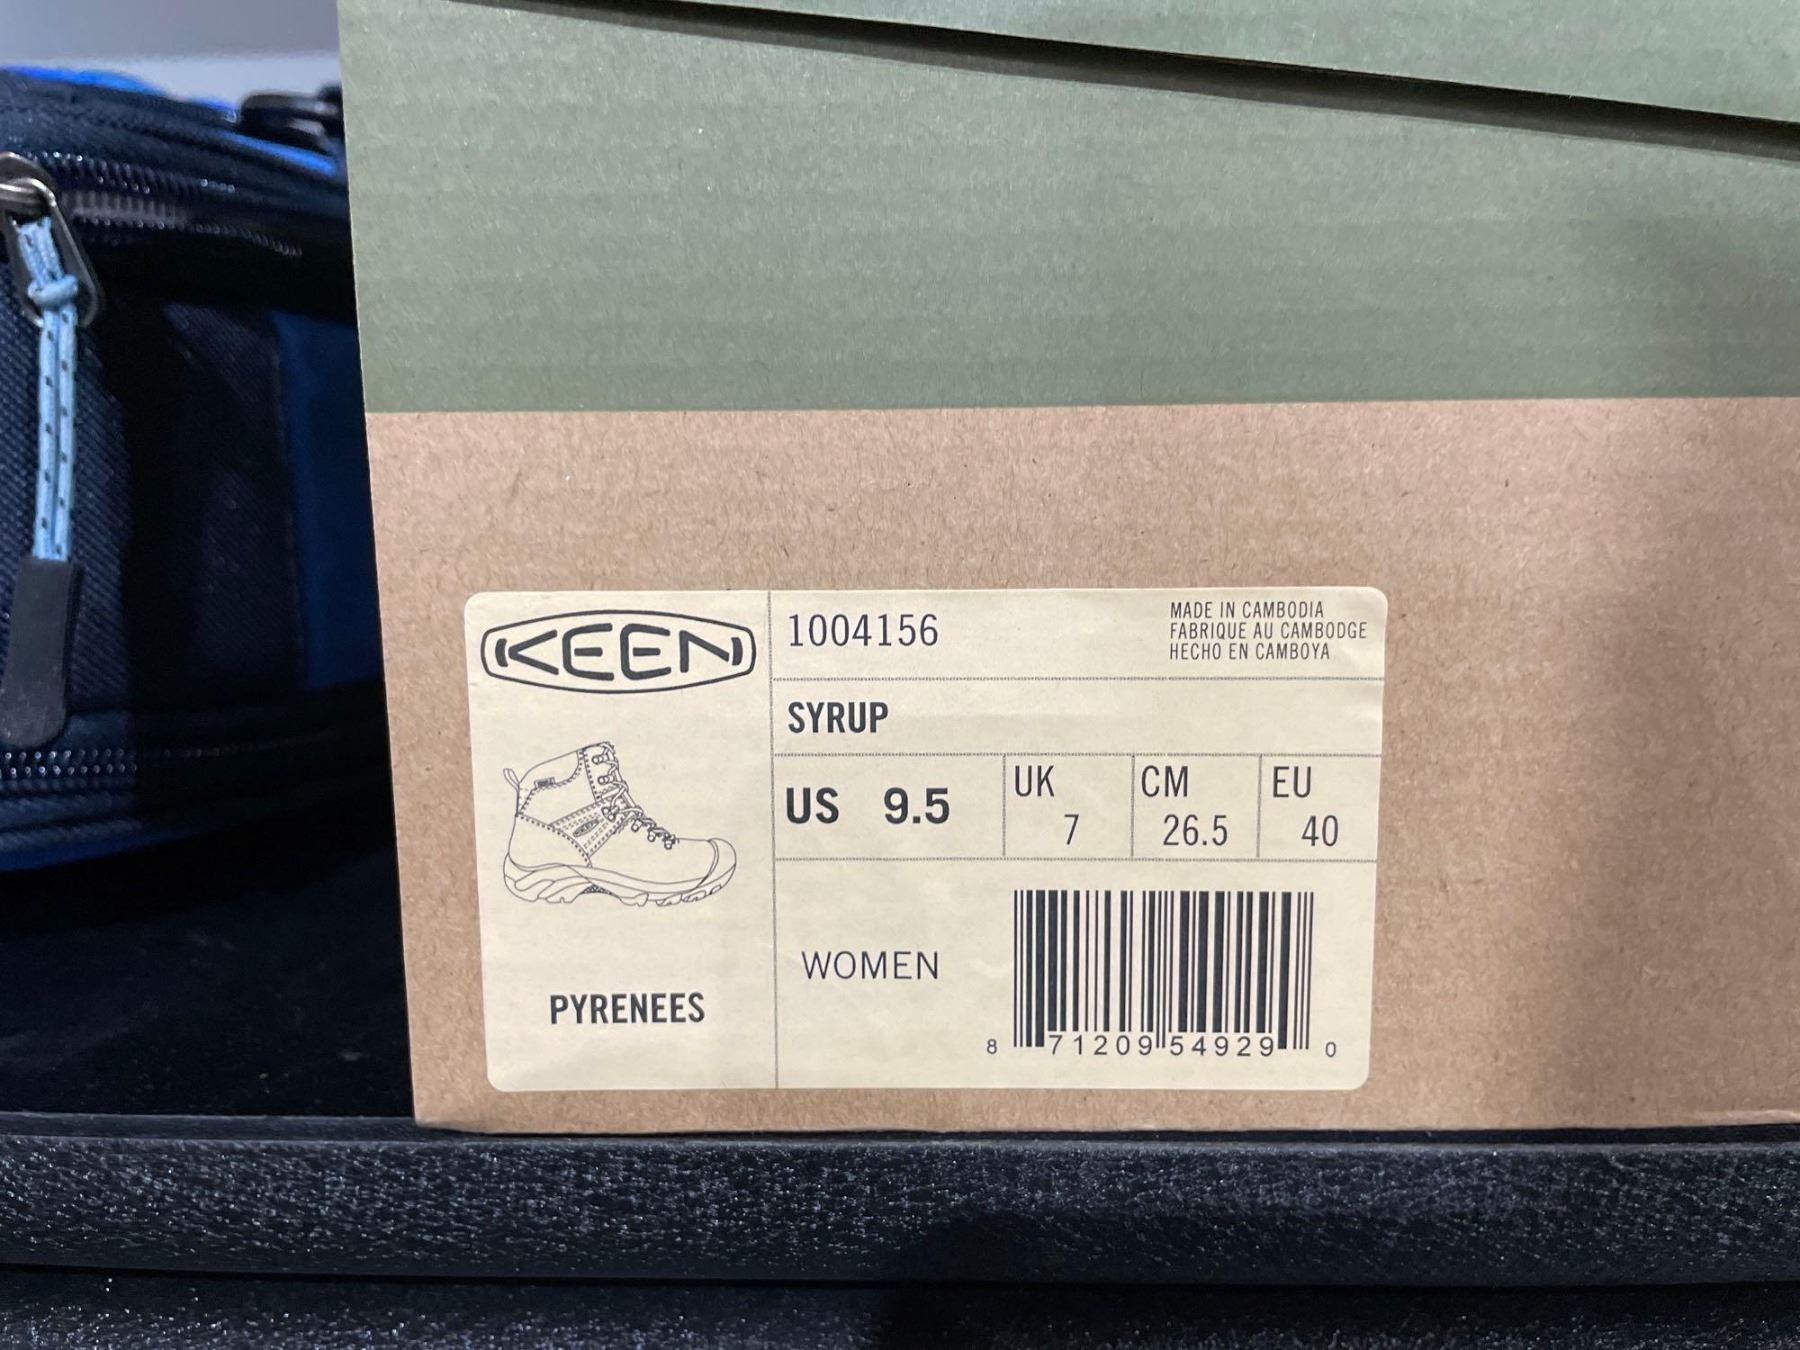 KEEN
1004156
MADE IN CAMBODIA
FABRIQUE AU CAMBODGE
HECHO EN CAMBOYA
SYRUP
US 9.5
UK 7
CM 26.5
EU 40
WOMEN
PYRENEES
8 71209 54929 0